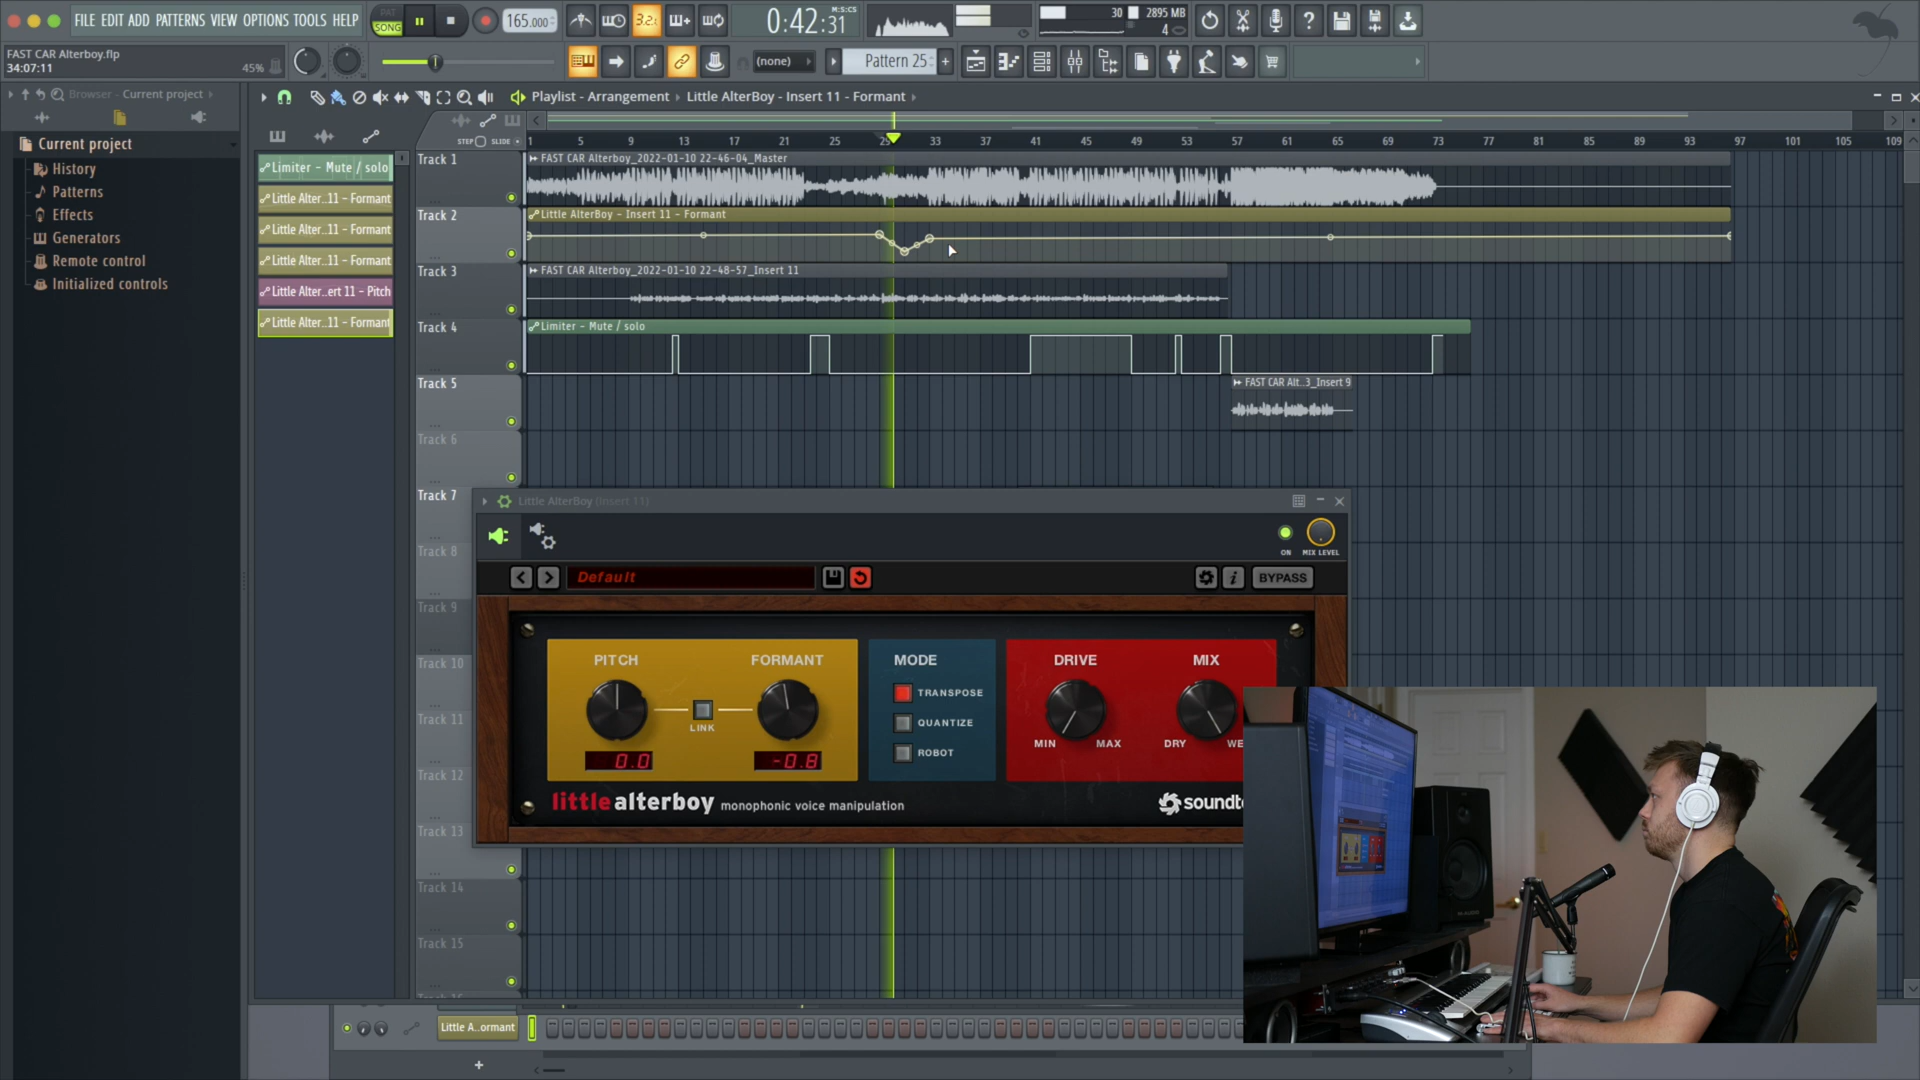 FILE EDIT ADD PATTERNS VIEW OPTIONS TOOLS HELP
PAT
SONG
165.000
3.2.1
0:42:31
M:S:CS
30
2895 MB
4
FAST CAR Alterboy.flp
34:07:11
45%
(none)
Pattern 25
Browser - Current project
Playlist - Arrangement
Little AlterBoy - Insert 11 - Formant
STEP
SLIDE
Current project
History
Patterns
Effects
Generators
Remote control
Initialized controls
Limiter - Mute / solo
Little Alter..11 - Formant
Little Alter..11 - Formant
Little Alter..11 - Formant
Little Alter..ert 11 - Pitch
Little Alter..11 - Formant
1 5 9 13 17 21 25 29 33 37 41 45 49 53 57 61 65 69 73 77 81 85 89 93 97 101 105 109
Track 1
FAST CAR Alterboy_2022-01-10 22-46-04_Master
Track 2
Little AlterBoy - Insert 11 - Formant
Track 3
FAST CAR Alterboy_2022-01-10 22-48-57_Insert 11
Track 4
Limiter - Mute / solo
Track 5
FAST CAR Alt..3_Insert 9
Track 6
Track 7
Track 8
Track 9
Track 10
Track 11
Track 12
Track 13
Track 14
Track 15
Little AlterBoy (Insert 11)
ON
MIX LEVEL
Default
BYPASS
PITCH
FORMANT
LINK
0.0
-0.8
MODE
TRANSPOSE
QUANTIZE
ROBOT
DRIVE
MIN
MAX
MIX
DRY
WE
littlealterboy monophonic voice manipulation
soundt
Little A..ormant